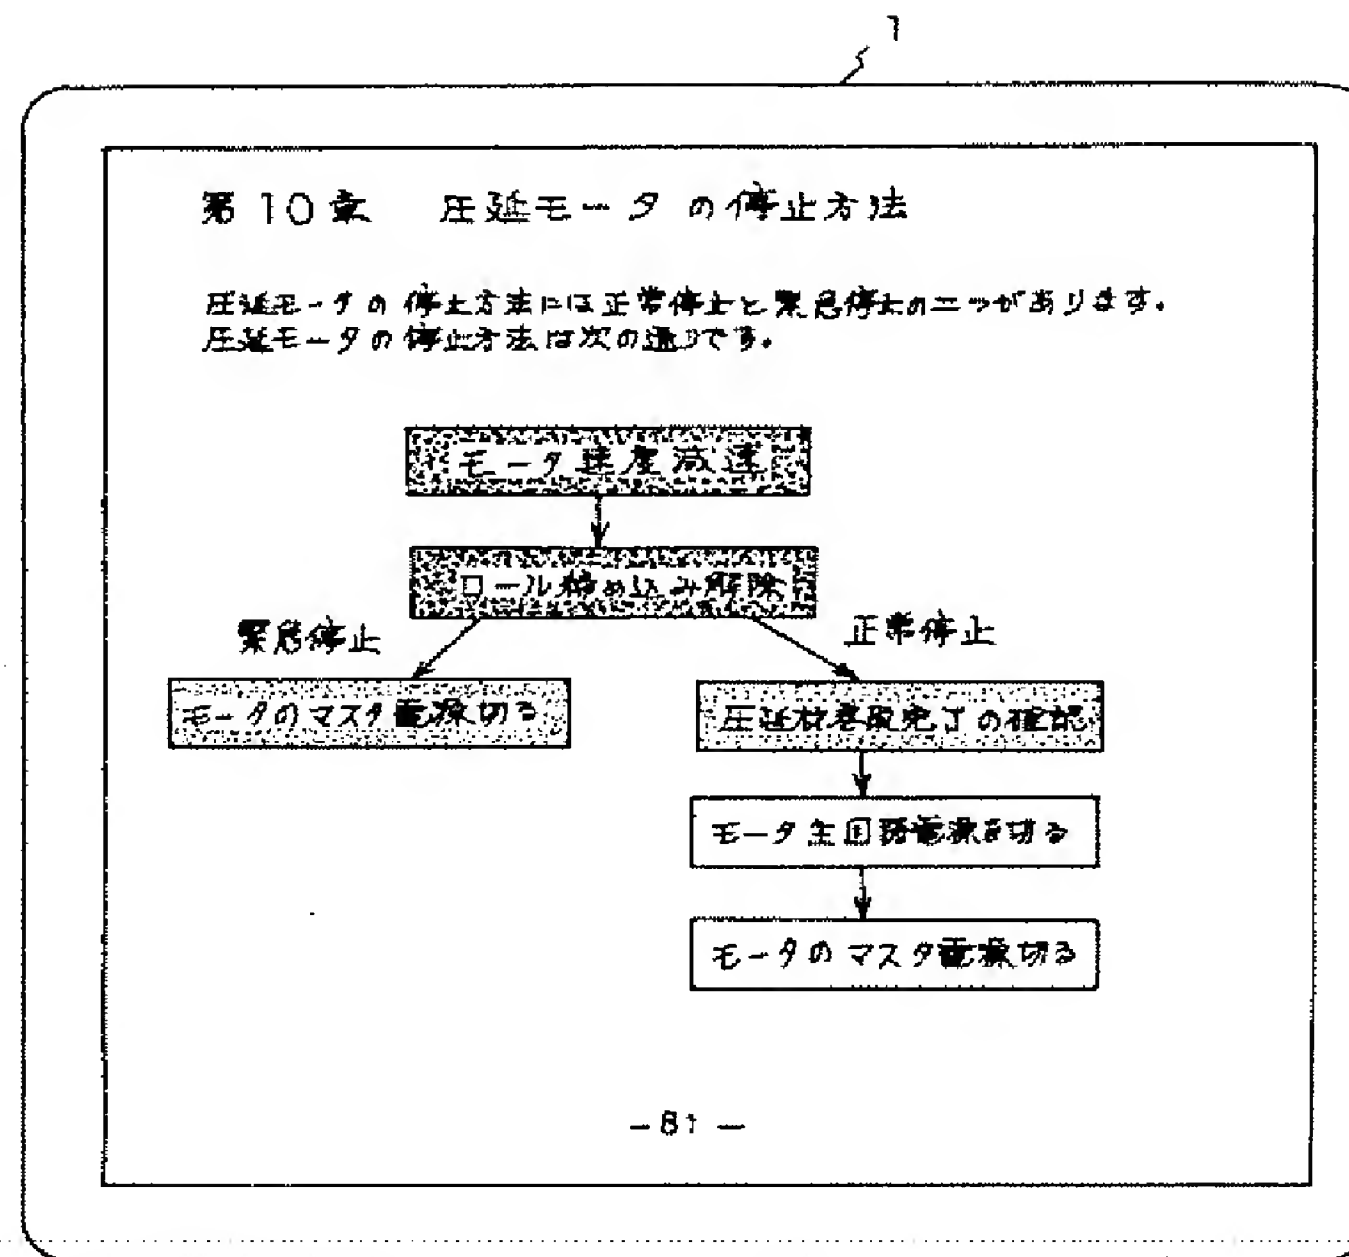 1
第10章 圧延モータの停止方法
圧延モータの停止方法には正常停止と緊急停止の二つがあります。
圧延モータの停止方法は次の通りです。
モータ速度減速
ロール締め込み解除
緊急停止
正常停止
モータのマスタ電源切る
圧延材巻取完了の確認
モータ主回路電源を切る
モータのマスタ電源切る
-81-